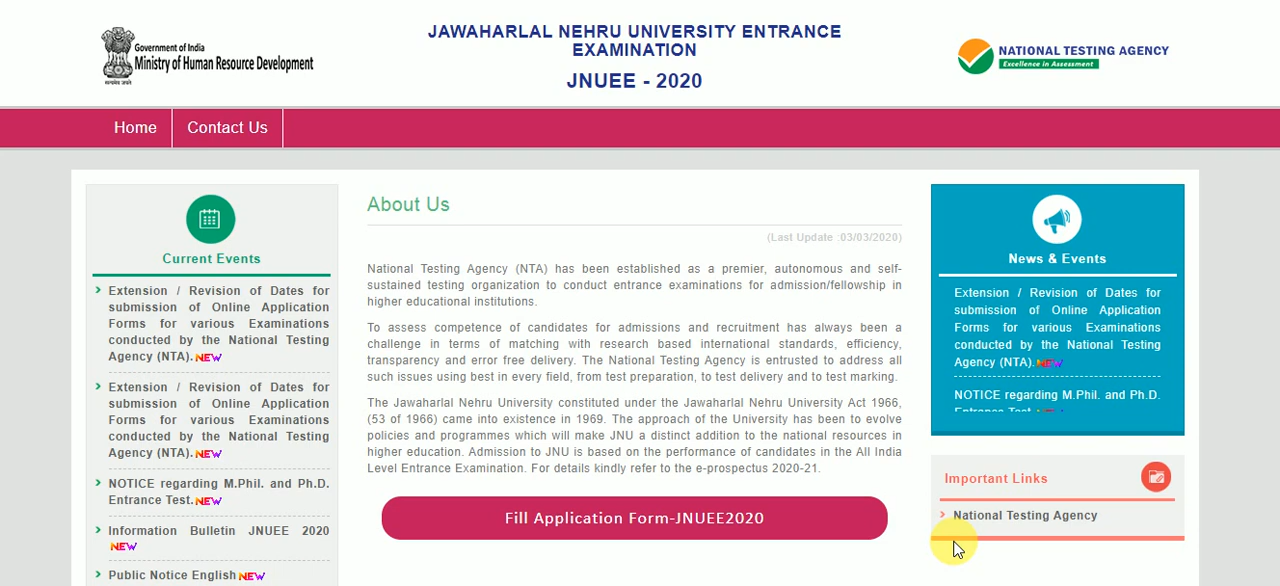 Government of India
Ministry of Human Resource Development
सत्यमेव जयते
JAWAHARLAL NEHRU UNIVERSITY ENTRANCE
EXAMINATION
JNUEE - 2020
NATIONAL TESTING AGENCY
Excellence in Assessment
Home
Contact Us
Current Events
Extension / Revision of Dates for
submission of Online Application
Forms for various Examinations
conducted by the National Testing
Agency (NTA). NEW
Extension / Revision of Dates for
submission of Online Application
Forms for various Examinations
conducted by the National Testing
Agency (NTA). NEW
NOTICE regarding M.Phil. and Ph.D.
Entrance Test. NEW
Information Bulletin JNUEE 2020
NEW
Public Notice English NEW
About Us
(Last Update :03/03/2020)
National Testing Agency (NTA) has been established as a premier, autonomous and self-
sustained testing organization to conduct entrance examinations for admission/fellowship in
higher educational institutions.
To assess competence of candidates for admissions and recruitment has always been a
challenge in terms of matching with research based international standards, efficiency,
transparency and error free delivery. The National Testing Agency is entrusted to address all
such issues using best in every field, from test preparation, to test delivery and to test marking.
The Jawaharlal Nehru University constituted under the Jawaharlal Nehru University Act 1966,
(53 of 1966) came into existence in 1969. The approach of the University has been to evolve
policies and programmes which will make JNU a distinct addition to the national resources in
higher education. Admission to JNU is based on the performance of candidates in the All India
Level Entrance Examination. For details kindly refer to the e-prospectus 2020-21.
Fill Application Form-JNUEE2020
News & Events
Extension / Revision of Dates for
submission of Online Application
Forms for various Examinations
conducted by the National Testing
Agency (NTA). NEW
NOTICE regarding M.Phil. and Ph.D.
Entrance Test. NEW
Important Links
National Testing Agency